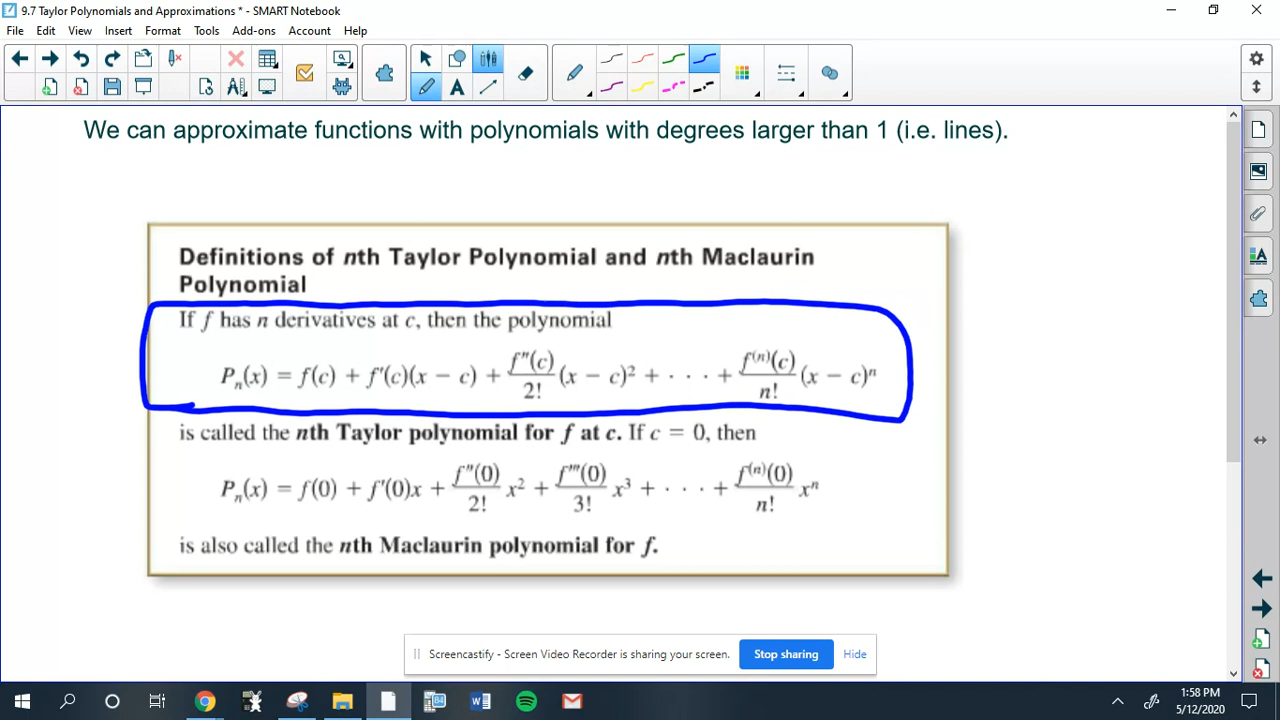 9.7 Taylor Polynomials and Approximations * - SMART Notebook
File Edit View Insert Format Tools Add-ons Account Help
We can approximate functions with polynomials with degrees larger than 1 (i.e. lines).
Definitions of nth Taylor Polynomial and nth Maclaurin
Polynomial
If f has n derivatives at c, then the polynomial
Pₙ(x) = f(c) + f′(c)(x − c) + f″(c)/2! (x − c)² + · · · + f⁽ⁿ⁾(c)/n! (x − c)ⁿ
is called the nth Taylor polynomial for f at c. If c = 0, then
Pₙ(x) = f(0) + f′(0)x + f″(0)/2! x² + f‴(0)/3! x³ + · · · + f⁽ⁿ⁾(0)/n! xⁿ
is also called the nth Maclaurin polynomial for f.
Screencastify - Screen Video Recorder is sharing your screen. Stop sharing Hide
1:58 PM
5/12/2020